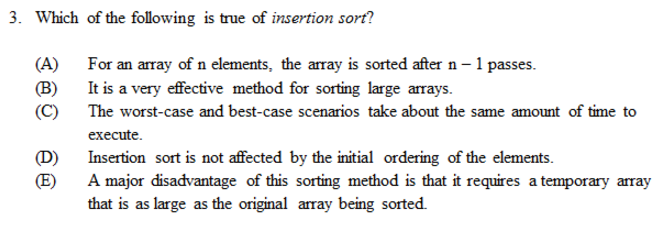 3. Which of the following is true of insertion sort?
(A) For an array of n elements, the array is sorted after n – 1 passes.
(B) It is a very effective method for sorting large arrays.
(C) The worst-case and best-case scenarios take about the same amount of time to
execute.
(D) Insertion sort is not affected by the initial ordering of the elements.
(E) A major disadvantage of this sorting method is that it requires a temporary array
that is as large as the original array being sorted.